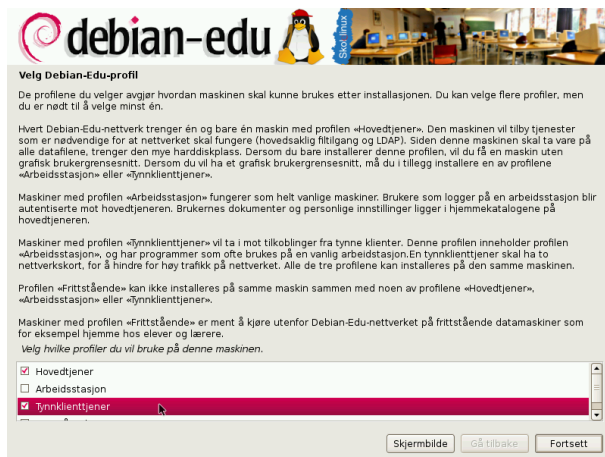 debian-edu
Skolelinux
Velg Debian-Edu-profil
De profilene du velger avgjør hvordan maskinen skal kunne brukes etter installasjonen. Du kan velge flere profiler, men
du er nødt til å velge minst én.
Hvert Debian-Edu-nettverk trenger én og bare én maskin med profilen «Hovedtjener». Den maskinen vil tilby tjenester
som er nødvendige for at nettverket skal fungere (hovedsaklig filtilgang og LDAP). Siden denne maskinen skal ta vare på
alle datafilene, trenger den mye harddiskplass. Dersom du bare installerer denne profilen, vil du få en maskin uten
grafisk brukergrensesnitt. Dersom du vil ha et grafisk brukergrensesnitt, må du i tillegg installere en av profilene
«Arbeidsstasjon» eller «Tynnklienttjener».
Maskiner med profilen «Arbeidsstasjon» fungerer som helt vanlige maskiner. Brukere som logger på en arbeidsstasjon blir
autentiserte mot hovedtjeneren. Brukernes dokumenter og personlige innstillinger ligger i hjemmekatalogene på
hovedtjeneren.
Maskiner med profilen «Tynnklienttjener» vil ta i mot tilkoblinger fra tynne klienter. Denne profilen inneholder profilen
«Arbeidsstasjon», og har programmer som ofte brukes på en vanlig arbeidstasjon.En tynnklienttjener skal ha to
nettverkskort, for å hindre for høy trafikk på nettverket. Alle de tre profilene kan installeres på den samme maskinen.
Profilen «Frittstående» kan ikke installeres på samme maskin sammen med noen av profilene «Hovedtjener»,
«Arbeidsstasjon» eller «Tynnklienttjener».
Maskiner med profilen «Frittstående» er ment å kjøre utenfor Debian-Edu-nettverket på frittstående datamaskiner som
for eksempel hjemme hos elever og lærere.
Velg hvilke profiler du vil bruke på denne maskinen.
Hovedtjener
Arbeidsstasjon
Tynnklienttjener
Skjermbilde
Gå tilbake
Fortsett